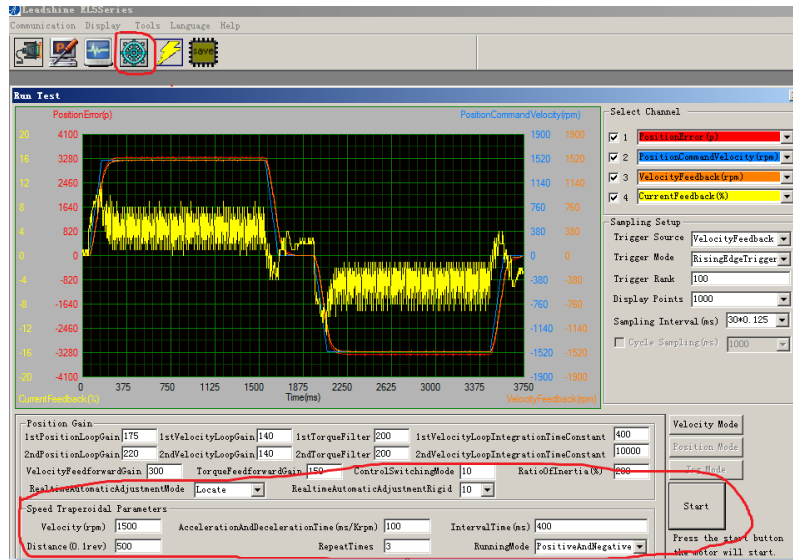 Leadshine ELSSeries
Communication Display Tools Language Help
save
Run Test
PositionError(p) PositionCommandVelocity(rpm)
20 4100 1900 1900
16 3280 1520 1520
12 2460 1140 1140
8 1640 760 760
4 820 380 380
0 0 0 0
-4 -820 -380 -380
-8 -1640 -760 -760
-12 -2460 -1140 -1140
-16 -3280 -1520 -1520
-20 -4100 -1900 -1900
0 375 750 1125 1500 1875 2250 2625 3000 3375 3750
CurrentFeedback(%) Time(ms) VelocityFeedback(rpm)
Select Channel
1 PositionError(p)
2 PositionCommandVelocity(rpm)
3 VelocityFeedback(rpm)
4 CurrentFeedback(%)
Sampling Setup
Trigger Source VelocityFeedback
Trigger Mode RisingEdgeTrigger
Trigger Rank 100
Display Points 1000
Sampling Interval(ms) 30*0.125
Cycle Sampling(ms) 1000
Position Gain
1stPositionLoopGain 175 1stVelocityLoopGain 140 1stTorqueFilter 200 1stVelocityLoopIntegrationTimeConstant 400
2ndPositionLoopGain 220 2ndVelocityLoopGain 140 2ndTorqueFilter 200 2ndVelocityLoopIntegrationTimeConstant 10000
VelocityFeedforwardGain 300 TorqueFeedforwardGain 150 ControlSwitchingMode 10 RatioOfInertia(%) 200
RealtimeAutomaticAdjustmentMode Locate RealtimeAutomaticAdjustmentRigid 10
Speed Trapezoidal Parameters
Velocity(rpm) 1500 AccelerationAndDecelerationTime(ms/Krpm) 100 IntervalTime(ms) 400
Distance(0.1rev) 500 RepeatTimes 3 RunningMode PositiveAndNegative
Velocity Mode
Position Mode
Jog Mode
Start
Press the start button
the motor will start.